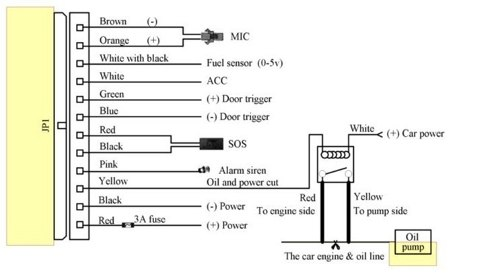 Brown (-)
MIC
Orange (+)
White with black Fuel sensor (0-5v)
White ACC
Green (+) Door trigger
Blue (-) Door trigger
Red
SOS
Black
Pink Alarm siren
Yellow Oil and power cut
Black (-) Power
Red 3A fuse (+) Power
JP1
White (+) Car power
Red
To engine side
Yellow
To pump side
Oil
pump
The car engine & oil line